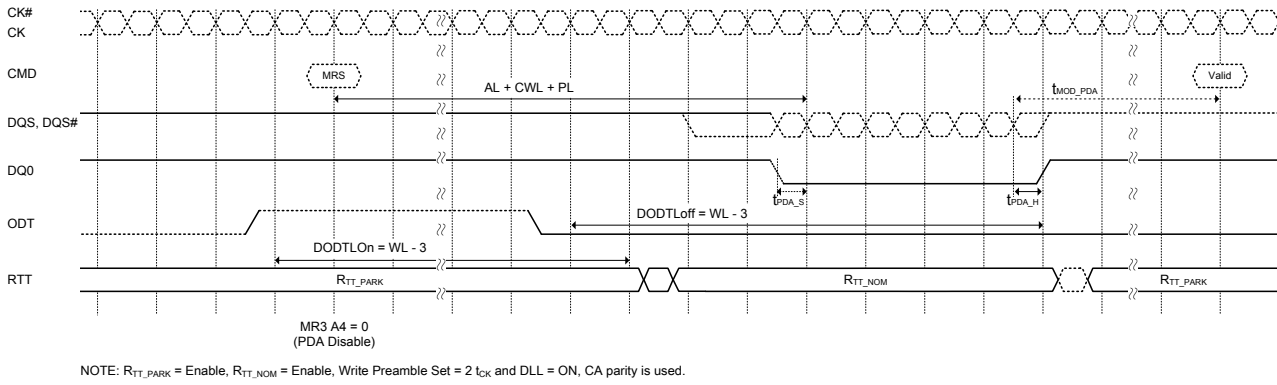 CK#
CK
CMD
MRS
Valid
AL + CWL + PL
tMOD_PDA
DQS, DQS#
DQ0
tPDA_S
tPDA_H
ODT
DODTLoff = WL - 3
DODTLOn = WL - 3
RTT
RTT_PARK
RTT_NOM
RTT_PARK
MR3 A4 = 0
(PDA Disable)
NOTE: RTT_PARK = Enable, RTT_NOM = Enable, Write Preamble Set = 2 tCK and DLL = ON, CA parity is used.